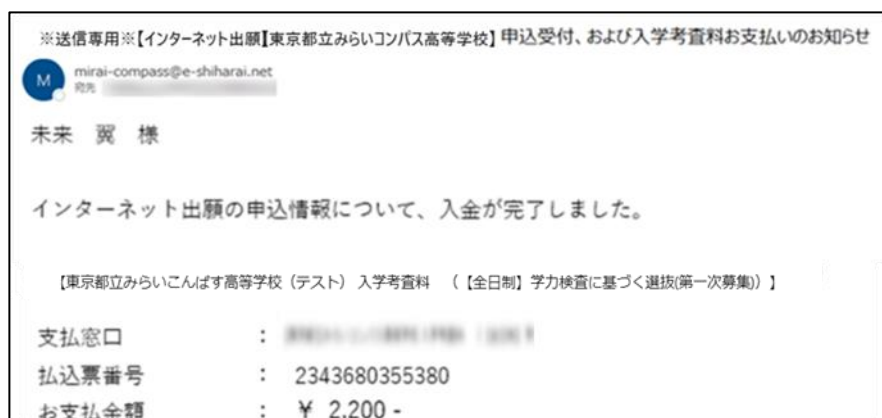 ※送信専用※【インターネット出願】【東京都立みらいコンパス高等学校】申込受付、および入学考査料お支払いのお知らせ
M
mirai-compass@e-shiharai.net
宛先
未来 翼 様
インターネット出願の申込情報について、入金が完了しました。
【東京都立みらいこんぱす高等学校（テスト） 入学考査料 （【全日制】学力検査に基づく選抜(第一次募集)）】
支払窓口 ：
払込票番号 ： 2343680355380
お支払金額 ： ￥ 2,200 -